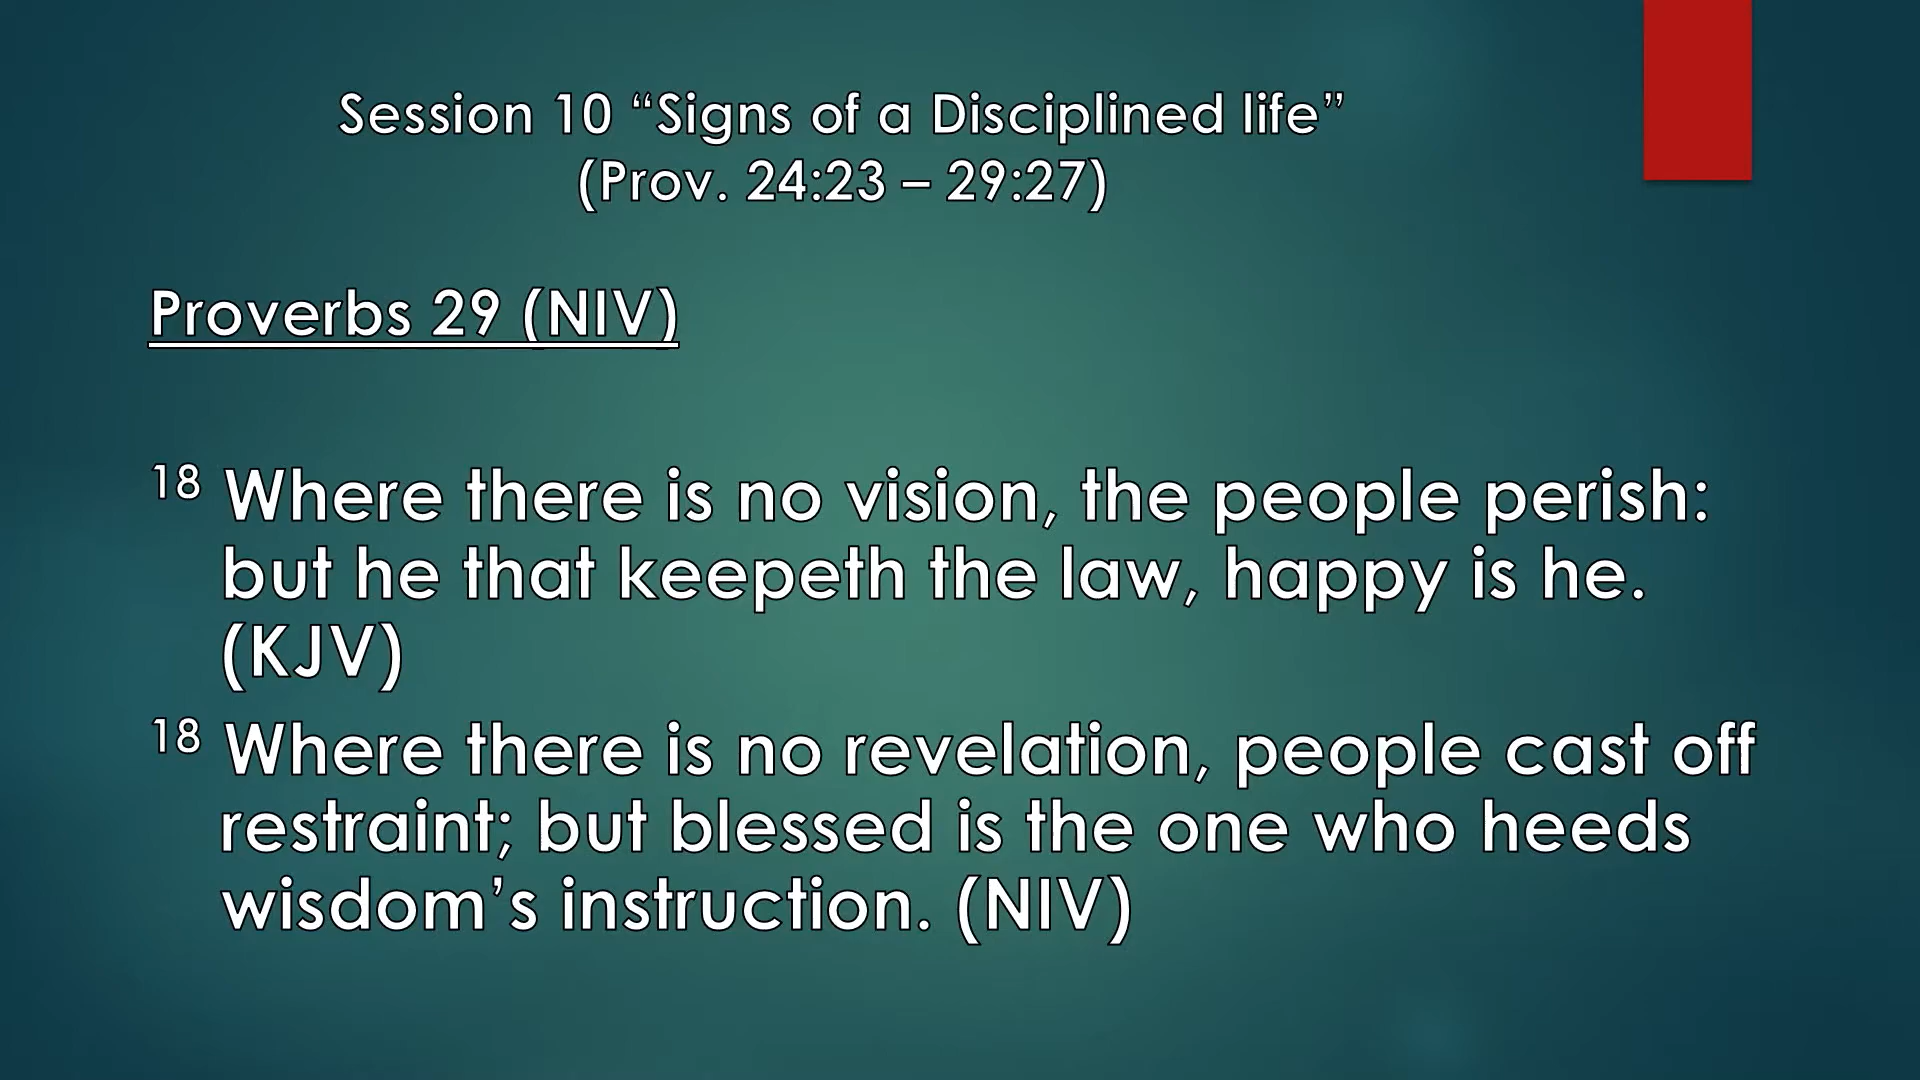 Session 10 “Signs of a Disciplined life”
(Prov. 24:23 – 29:27)
Proverbs 29 (NIV)
18 Where there is no vision, the people perish:
but he that keepeth the law, happy is he.
(KJV)
18 Where there is no revelation, people cast off
restraint; but blessed is the one who heeds
wisdom’s instruction. (NIV)